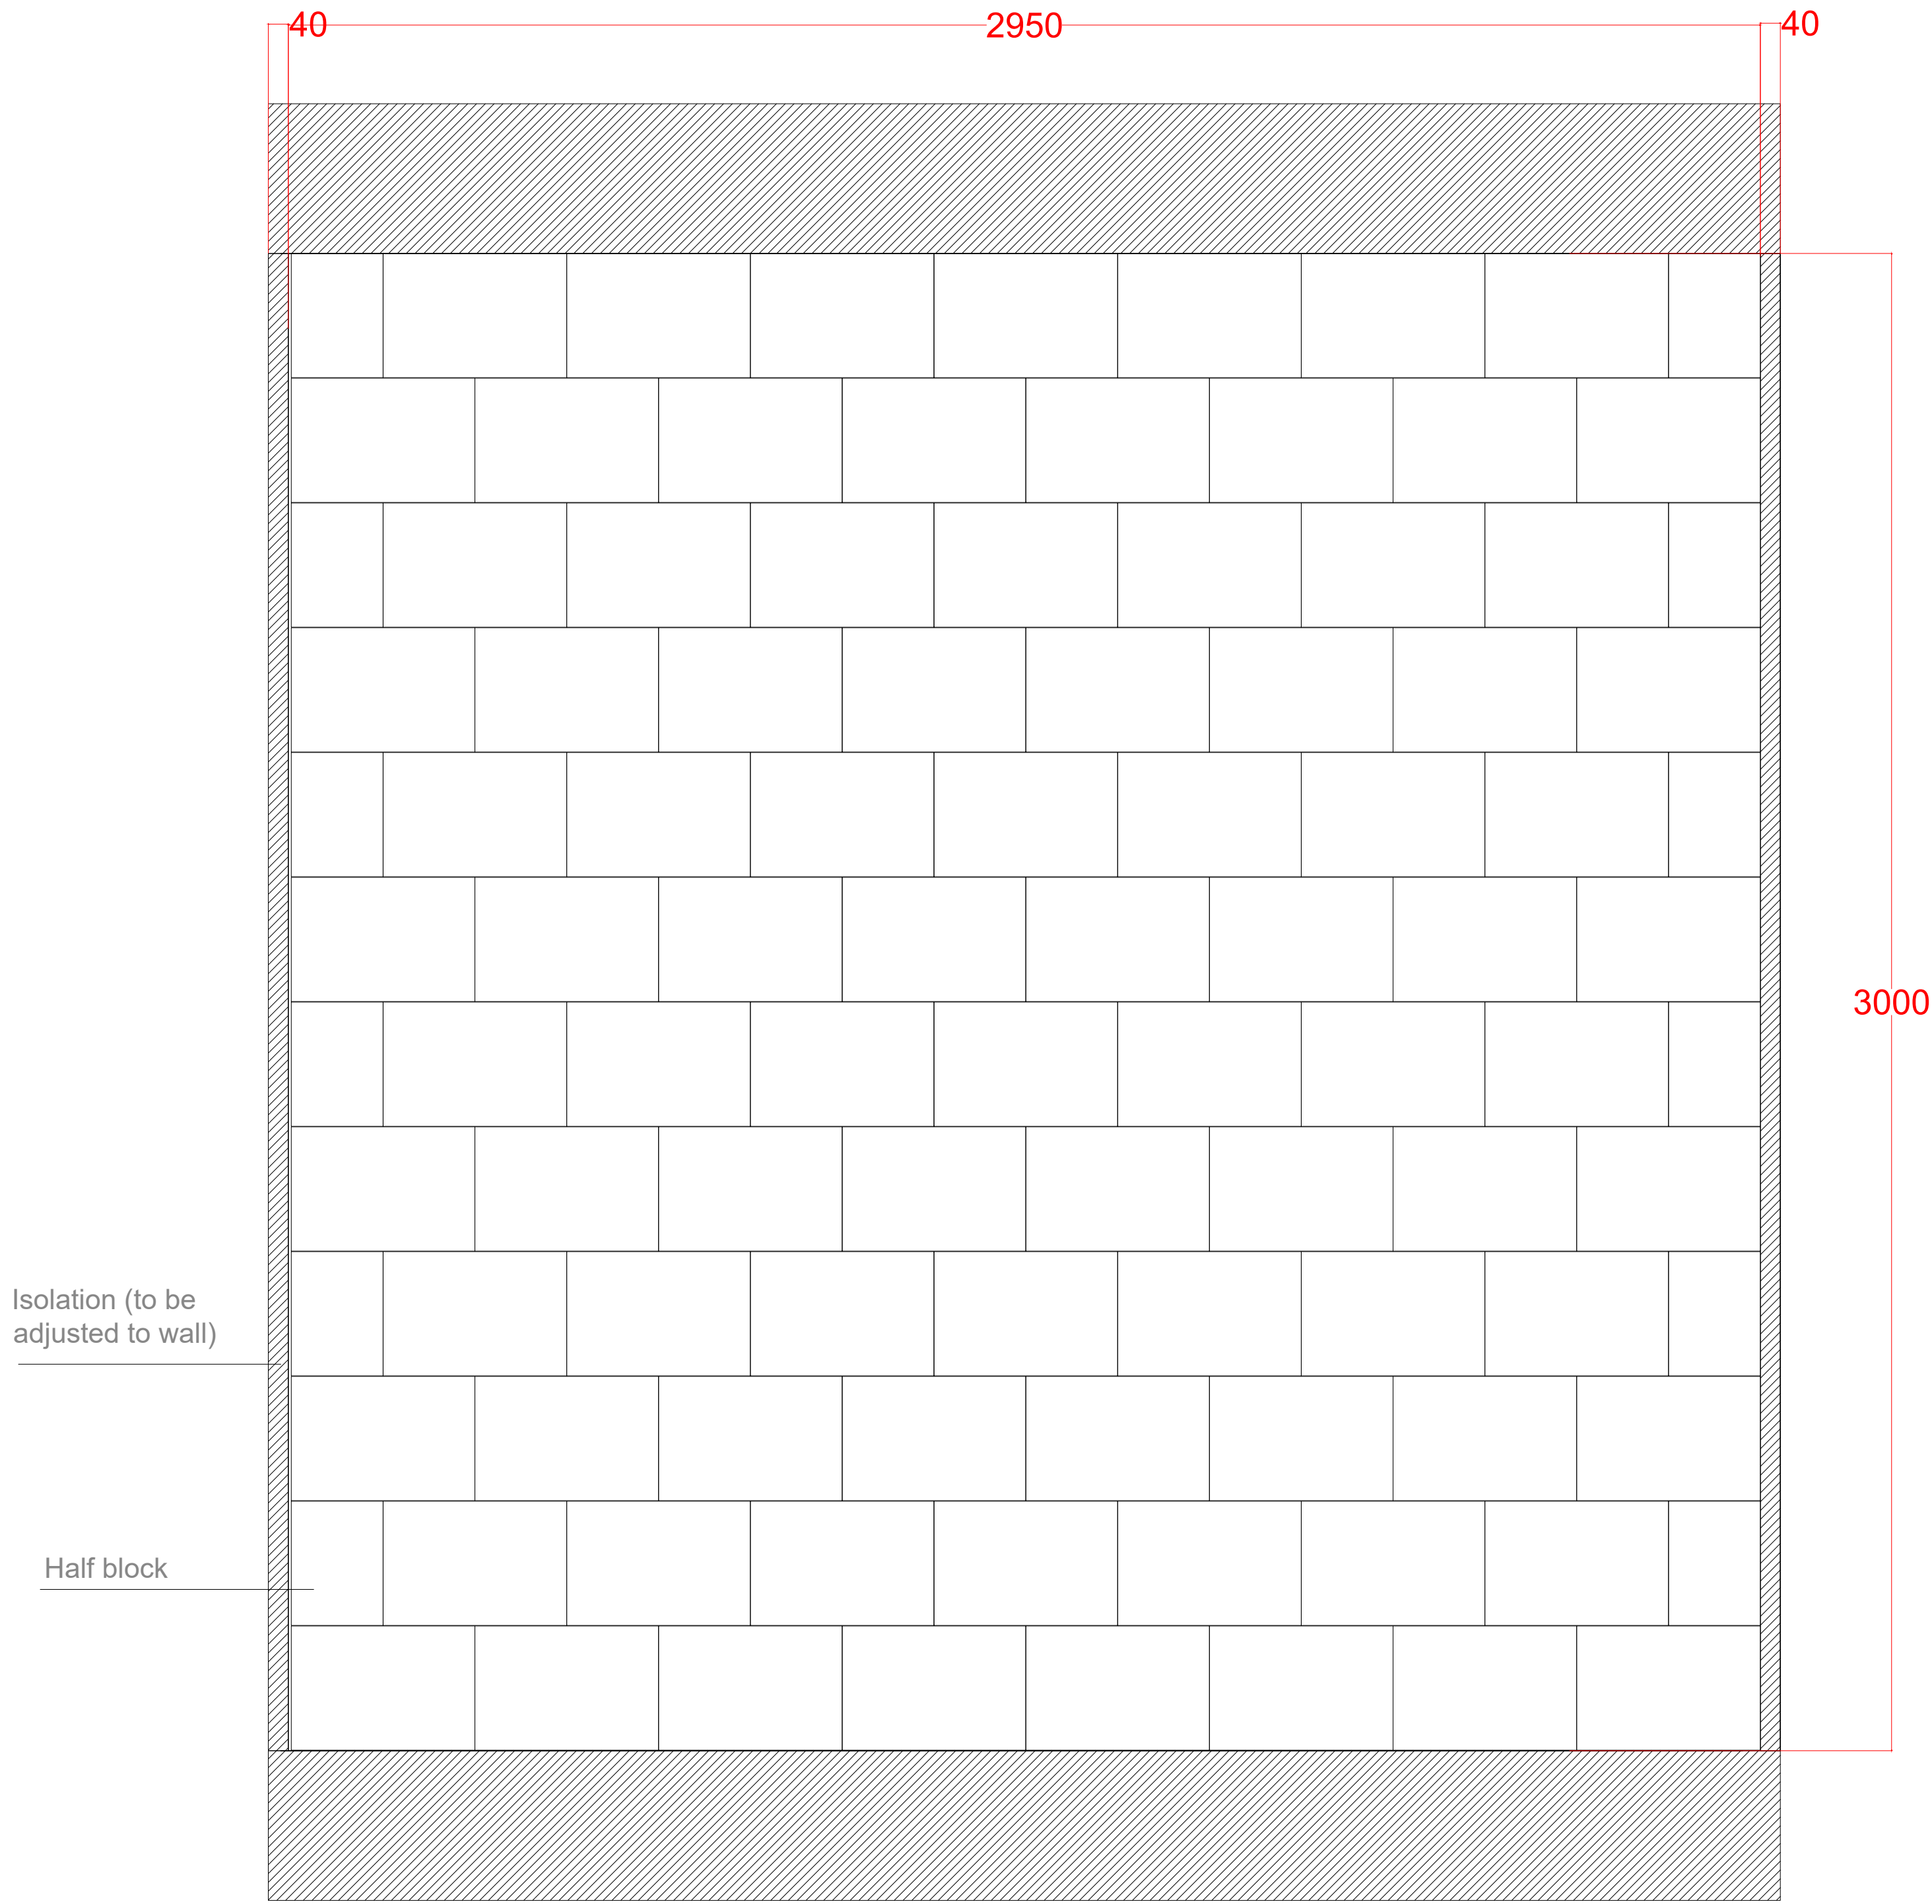 40
2950
40
3000
Isolation (to be
adjusted to wall)
Half block